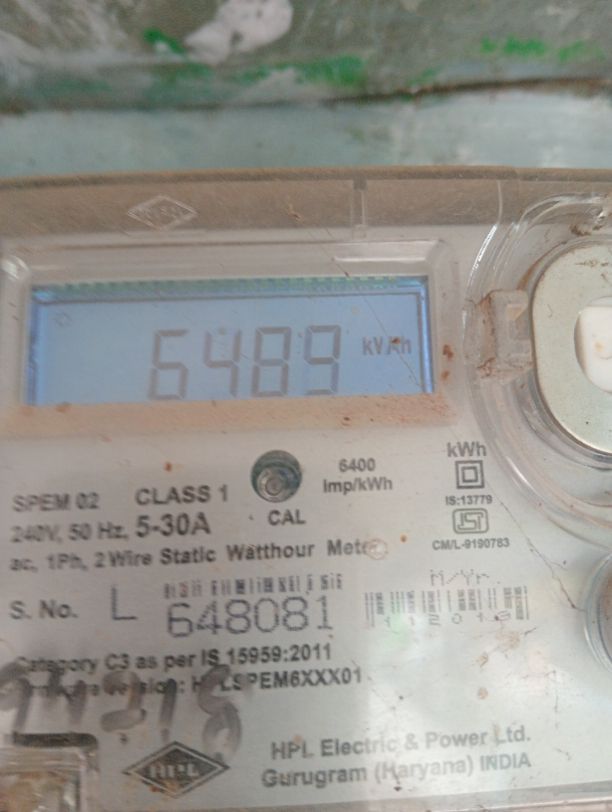 6489 kVAh
6400
Imp/kWh
kWh
IS:13779
ISI
CM/L-9190783
SPEM 02 CLASS 1
CAL
240V, 50 Hz, 5-30A
ac, 1Ph, 2 Wire Static Watthour Meter
M/Yr.
S. No. L 648081
Category C3 as per IS 15959:2011
HPL
HPL Electric & Power Ltd.
Gurugram (Haryana) INDIA